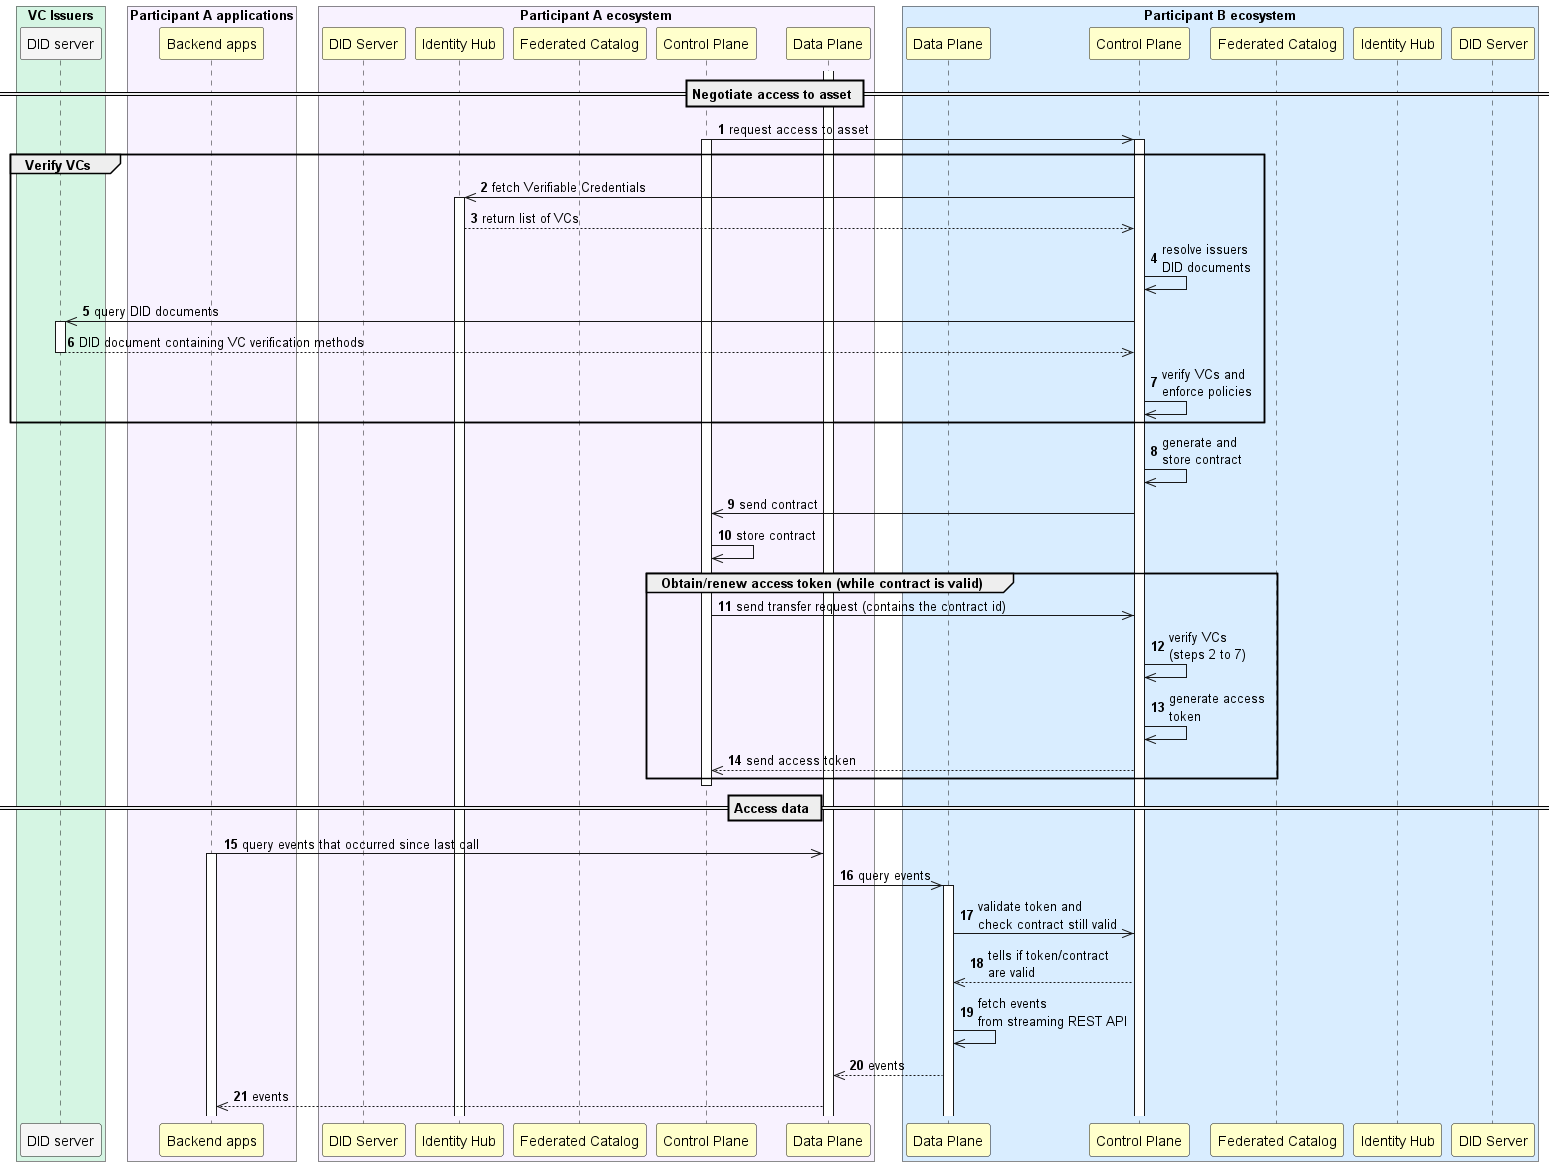 VC Issuers
Participant A applications
Participant A ecosystem
Participant B ecosystem
DID server
Backend apps
DID Server
Identity Hub
Federated Catalog
Control Plane
Data Plane
Data Plane
Control Plane
Federated Catalog
Identity Hub
DID Server
Negotiate access to asset
1 request access to asset
Verify VCs
2 fetch Verifiable Credentials
3 return list of VCs
4 resolve issuers
DID documents
5 query DID documents
6 DID document containing VC verification methods
7 verify VCs and
enforce policies
8 generate and
store contract
9 send contract
10 store contract
Obtain/renew access token (while contract is valid)
11 send transfer request (contains the contract id)
12 verify VCs
(steps 2 to 7)
13 generate access
token
14 send access token
Access data
15 query events that occurred since last call
16 query events
17 validate token and
check contract still valid
18 tells if token/contract
are valid
19 fetch events
from streaming REST API
20 events
21 events
DID server
Backend apps
DID Server
Identity Hub
Federated Catalog
Control Plane
Data Plane
Data Plane
Control Plane
Federated Catalog
Identity Hub
DID Server